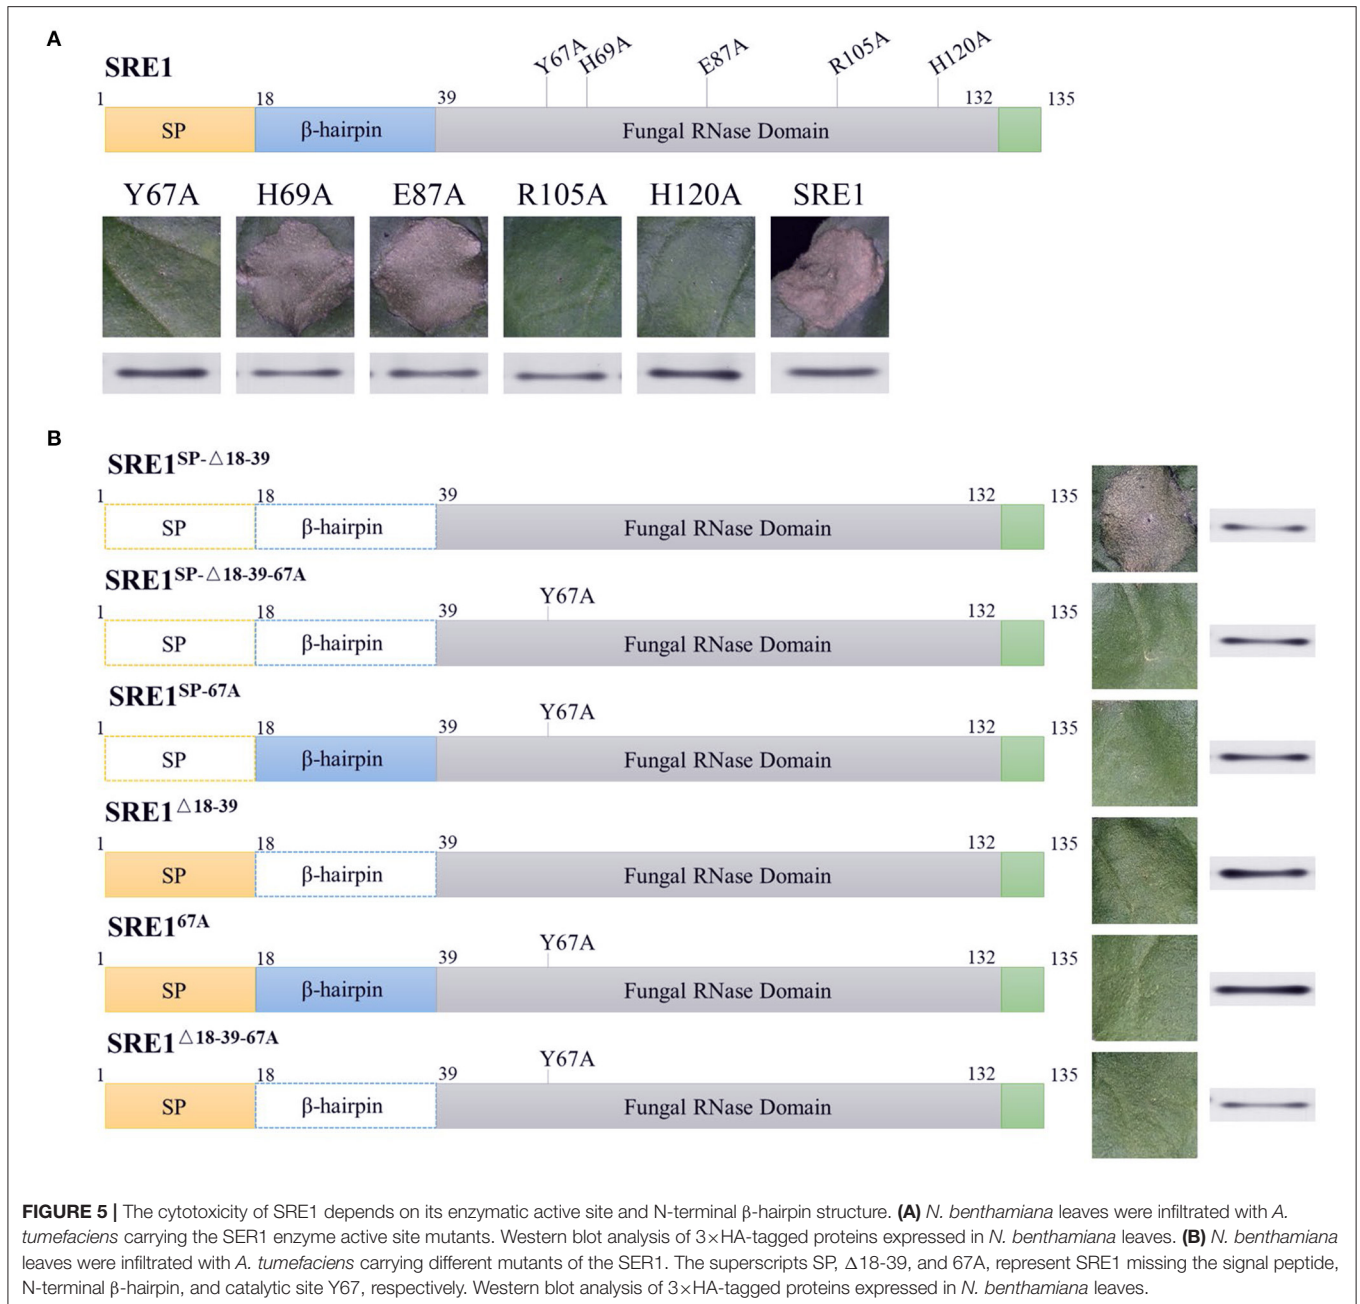 A
SRE1
Y67A H69A E87A R105A H120A
1 18 39 132 135
SP β-hairpin Fungal RNase Domain
Y67A H69A E87A R105A H120A SRE1
B
SRE1SP-△18-39
1 18 39 132 135
SP β-hairpin Fungal RNase Domain
SRE1SP-△18-39-67A
Y67A
1 18 39 132 135
SP β-hairpin Fungal RNase Domain
SRE1SP-67A
Y67A
1 18 39 132 135
SP β-hairpin Fungal RNase Domain
SRE1△18-39
1 18 39 132 135
SP β-hairpin Fungal RNase Domain
SRE167A
Y67A
1 18 39 132 135
SP β-hairpin Fungal RNase Domain
SRE1△18-39-67A
Y67A
1 18 39 132 135
SP β-hairpin Fungal RNase Domain
FIGURE 5 | The cytotoxicity of SRE1 depends on its enzymatic active site and N-terminal β-hairpin structure. (A) N. benthamiana leaves were infiltrated with A.
tumefaciens carrying the SER1 enzyme active site mutants. Western blot analysis of 3×HA-tagged proteins expressed in N. benthamiana leaves. (B) N. benthamiana
leaves were infiltrated with A. tumefaciens carrying different mutants of the SER1. The superscripts SP, Δ18-39, and 67A, represent SRE1 missing the signal peptide,
N-terminal β-hairpin, and catalytic site Y67, respectively. Western blot analysis of 3×HA-tagged proteins expressed in N. benthamiana leaves.